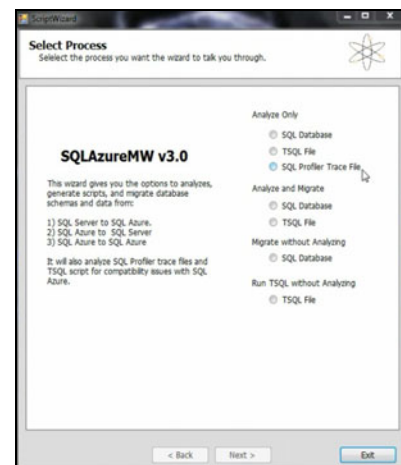 ScriptWizard
Select Process
Selelect the process you want the wizard to talk you through.
SQLAzureMW v3.0
This wizard gives you the options to analyzes,
generate scripts, and migrate database
schemas and data from:
1) SQL Server to SQL Azure.
2) SQL Azure to SQL Server
3) SQL Azure to SQL Azure
It will also analyze SQL Profiler trace files and
TSQL script for compatibility issues with SQL
Azure.
Analyze Only
SQL Database
TSQL File
SQL Profiler Trace File
Analyze and Migrate
SQL Database
TSQL File
Migrate without Analyzing
SQL Database
Run TSQL without Analyzing
TSQL File
< Back
Next >
Exit